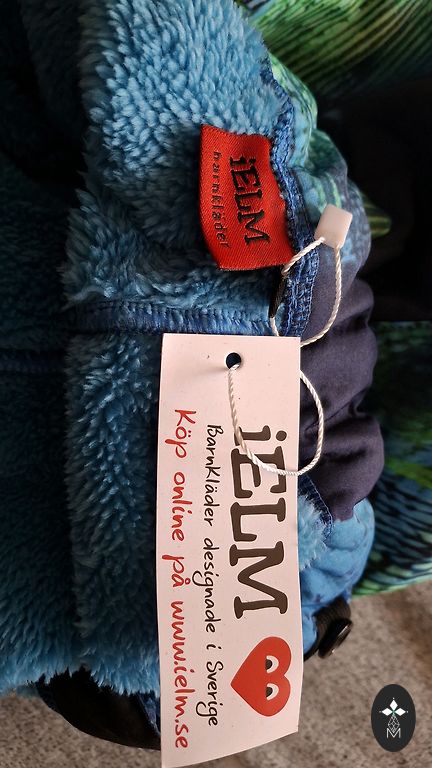 iELM
barnkläder
iELM
Barnkläder designade i Sverige
Köp online på www.ielm.se
M